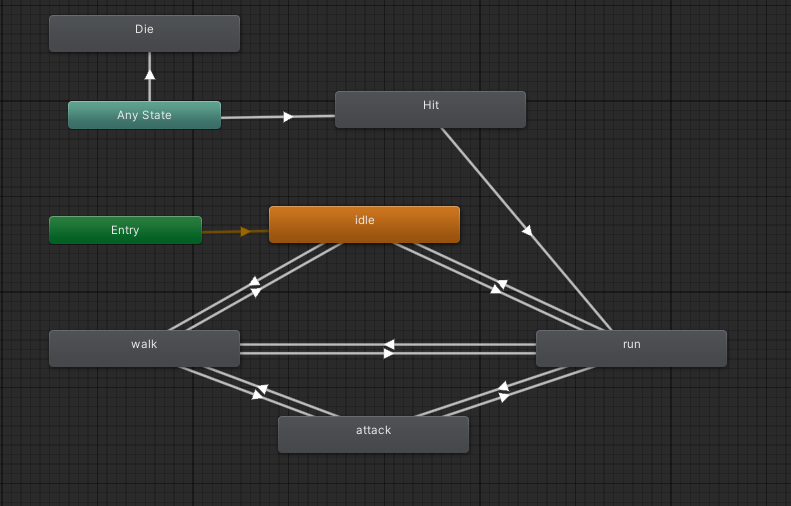 Die
Any State
Hit
Entry
idle
walk
run
attack